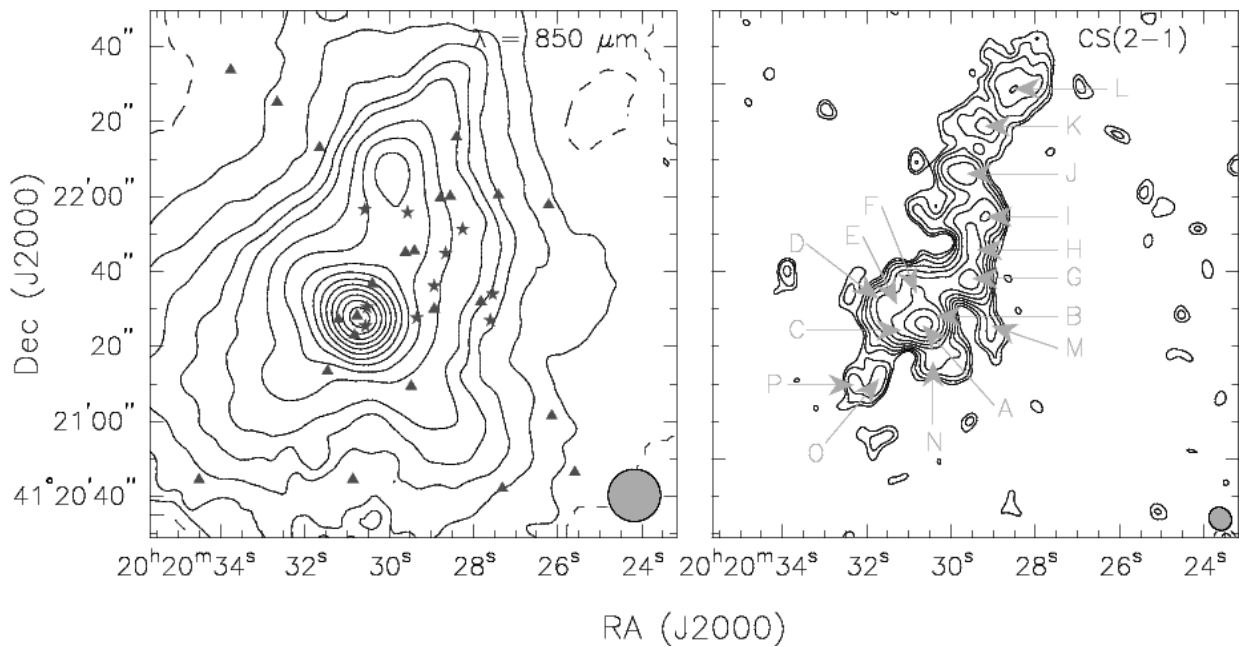 λ = 850 μm
CS(2-1)
40"
20"
22'00"
40"
20"
21'00"
41°20'40"
Dec (J2000)
L
K
J
I
H
G
F
E
D
B
C
M
P
O
N
A
20ʰ20ᵐ34ˢ 32ˢ 30ˢ 28ˢ 26ˢ 24ˢ
20ʰ20ᵐ34ˢ 32ˢ 30ˢ 28ˢ 26ˢ 24ˢ
RA (J2000)